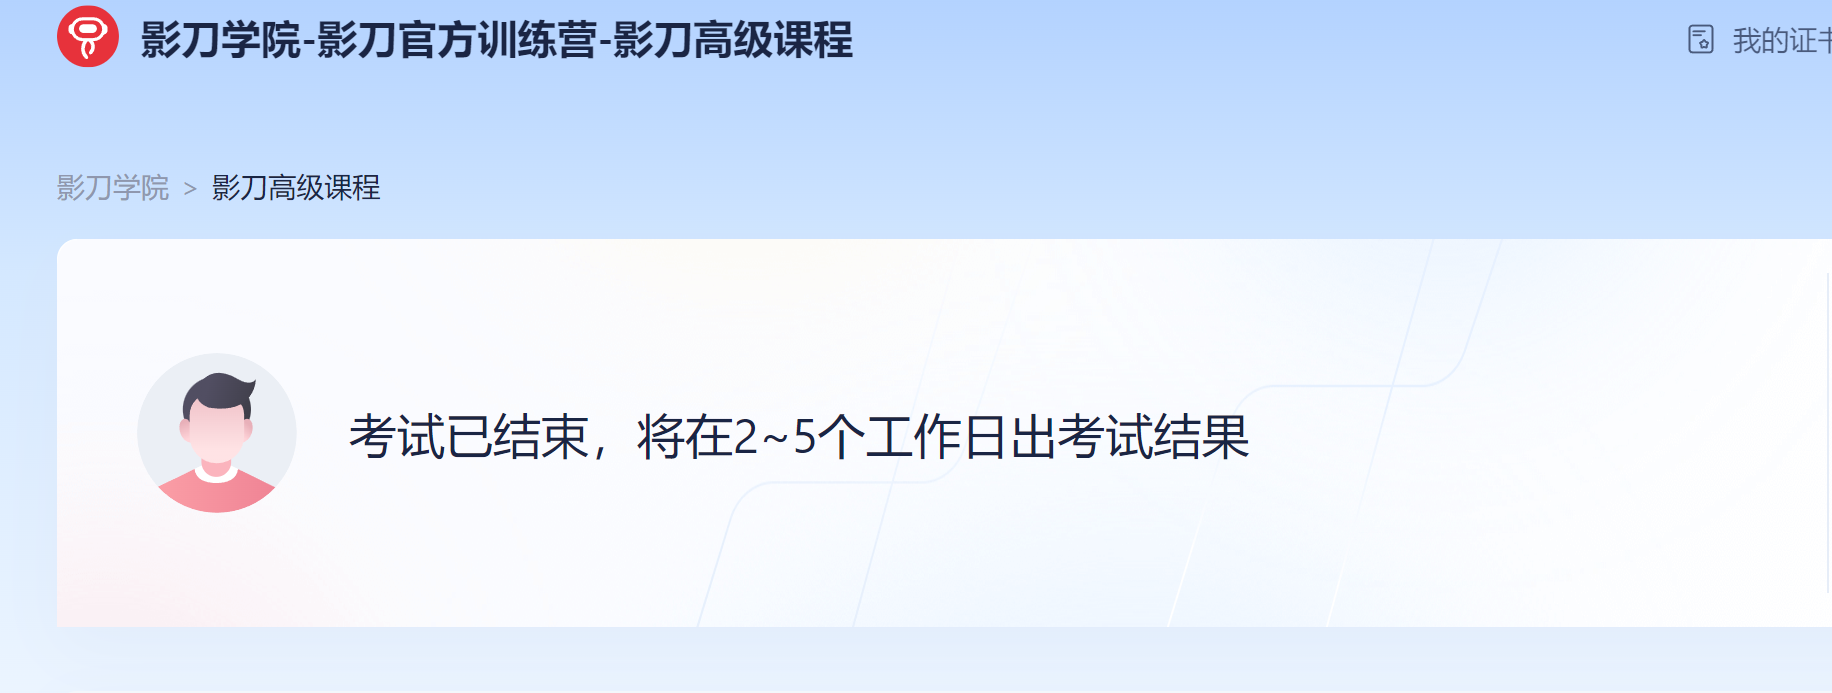 影刀学院-影刀官方训练营-影刀高级课程
我的证书
影刀学院 > 影刀高级课程
考试已结束，将在2~5个工作日出考试结果